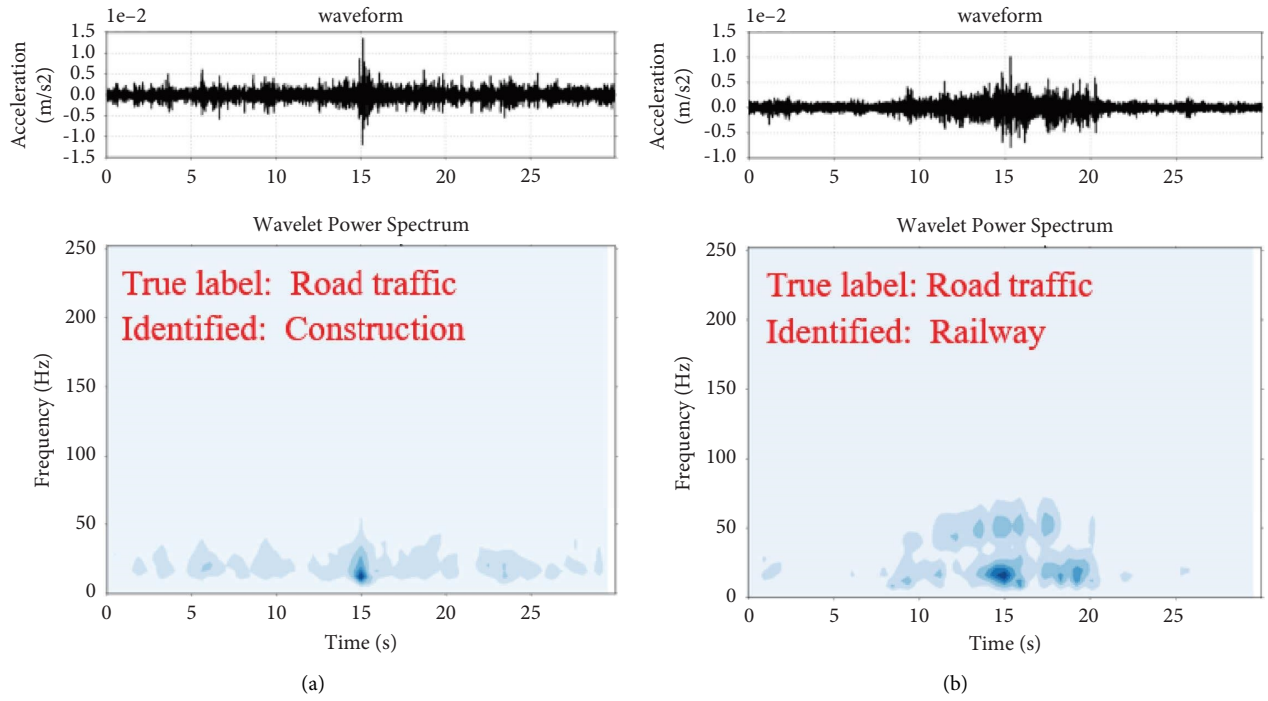 1e–2 waveform
1.5
1.0
0.5
0.0
-0.5
-1.0
-1.5
Acceleration
(m/s2)
0 5 10 15 20 25
Wavelet Power Spectrum
250
200
150
100
50
0
Frequency (Hz)
True label: Road traffic
Identified: Construction
0 5 10 15 20 25
Time (s)
(a)
1e–2 waveform
1.5
1.0
0.5
0.0
-0.5
-1.0
Acceleration
(m/s2)
0 5 10 15 20 25
Wavelet Power Spectrum
250
200
150
100
50
0
Frequency (Hz)
True label: Road traffic
Identified: Railway
0 5 10 15 20 25
Time (s)
(b)